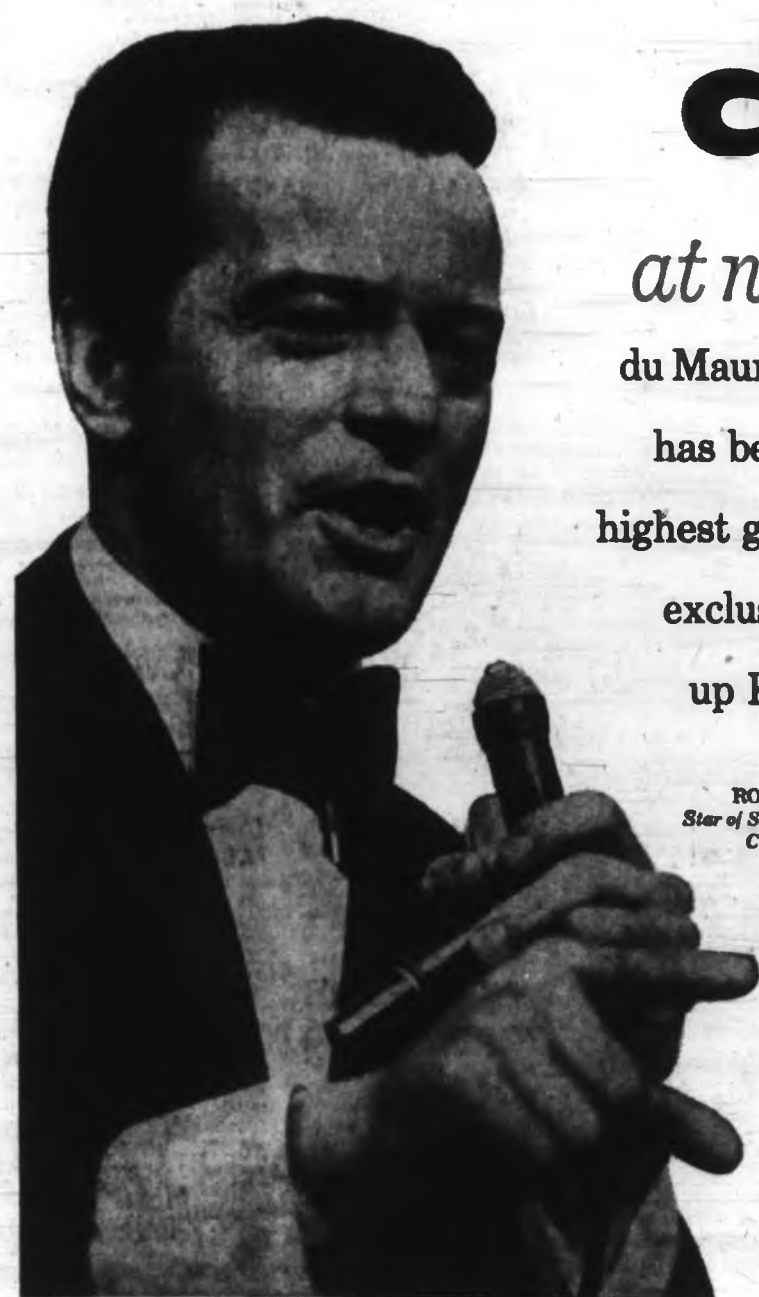 at n
du Maur
has be
highest g
exclus
up
RO
Star of S
C